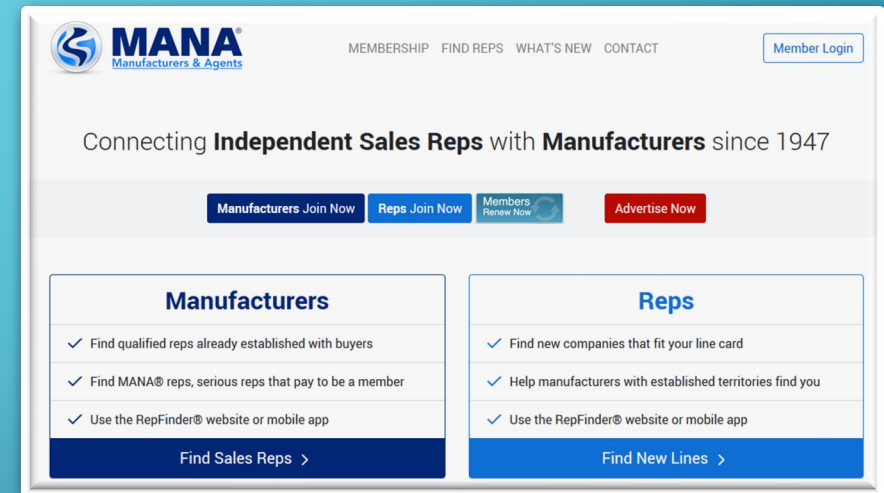 MANA®
Manufacturers & Agents
MEMBERSHIP FIND REPS WHAT'S NEW CONTACT
Member Login
Connecting Independent Sales Reps with Manufacturers since 1947
Manufacturers Join Now
Reps Join Now
Members
Renew Now
Advertise Now
Manufacturers
Find qualified reps already established with buyers
Find MANA® reps, serious reps that pay to be a member
Use the RepFinder® website or mobile app
Find Sales Reps >
Reps
Find new companies that fit your line card
Help manufacturers with established territories find you
Use the RepFinder® website or mobile app
Find New Lines >